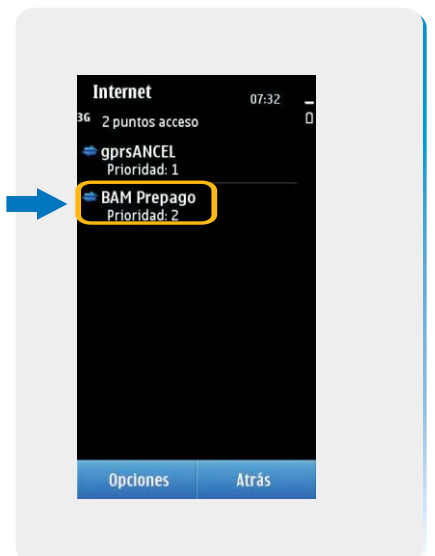 Internet
07:32
3G 2 puntos acceso
gprsANCEL
Prioridad: 1
BAM Prepago
Prioridad: 2
Opciones Atrás